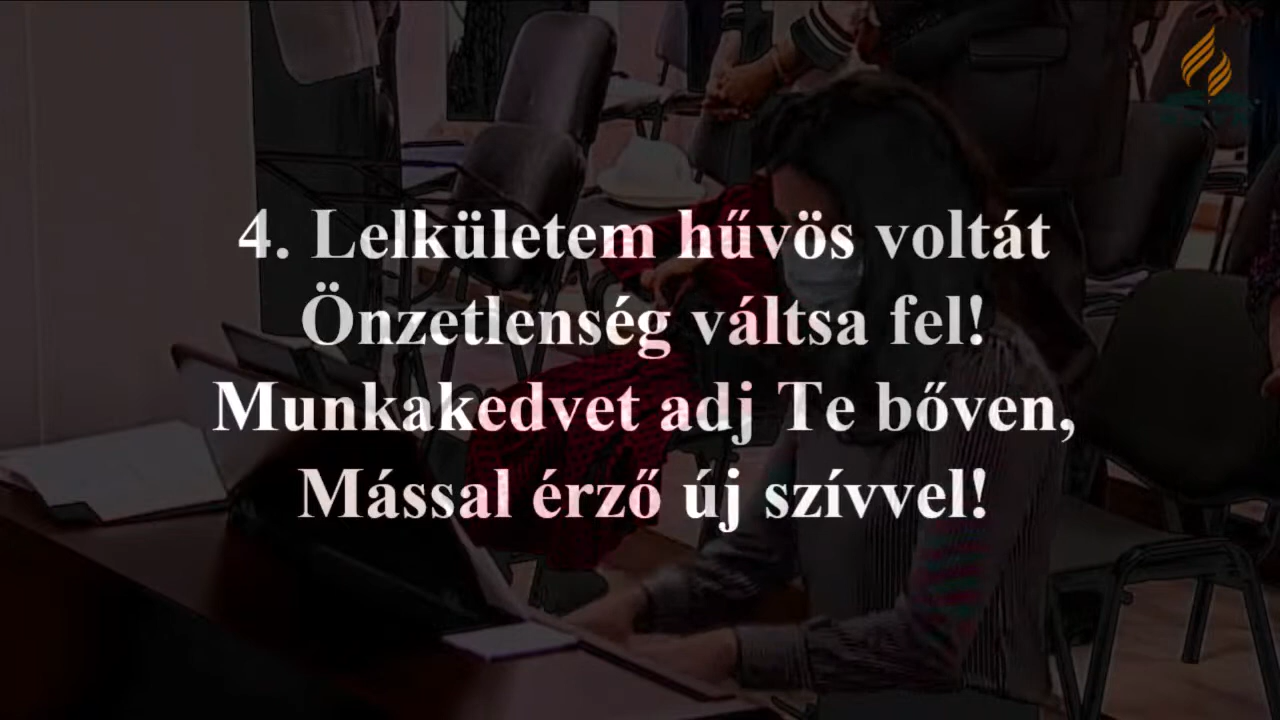 4. Lelkületem hűvös voltát
Önzetlenség váltsa fel!
Munkakedvet adj Te bőven,
Mással érző új szívvel!